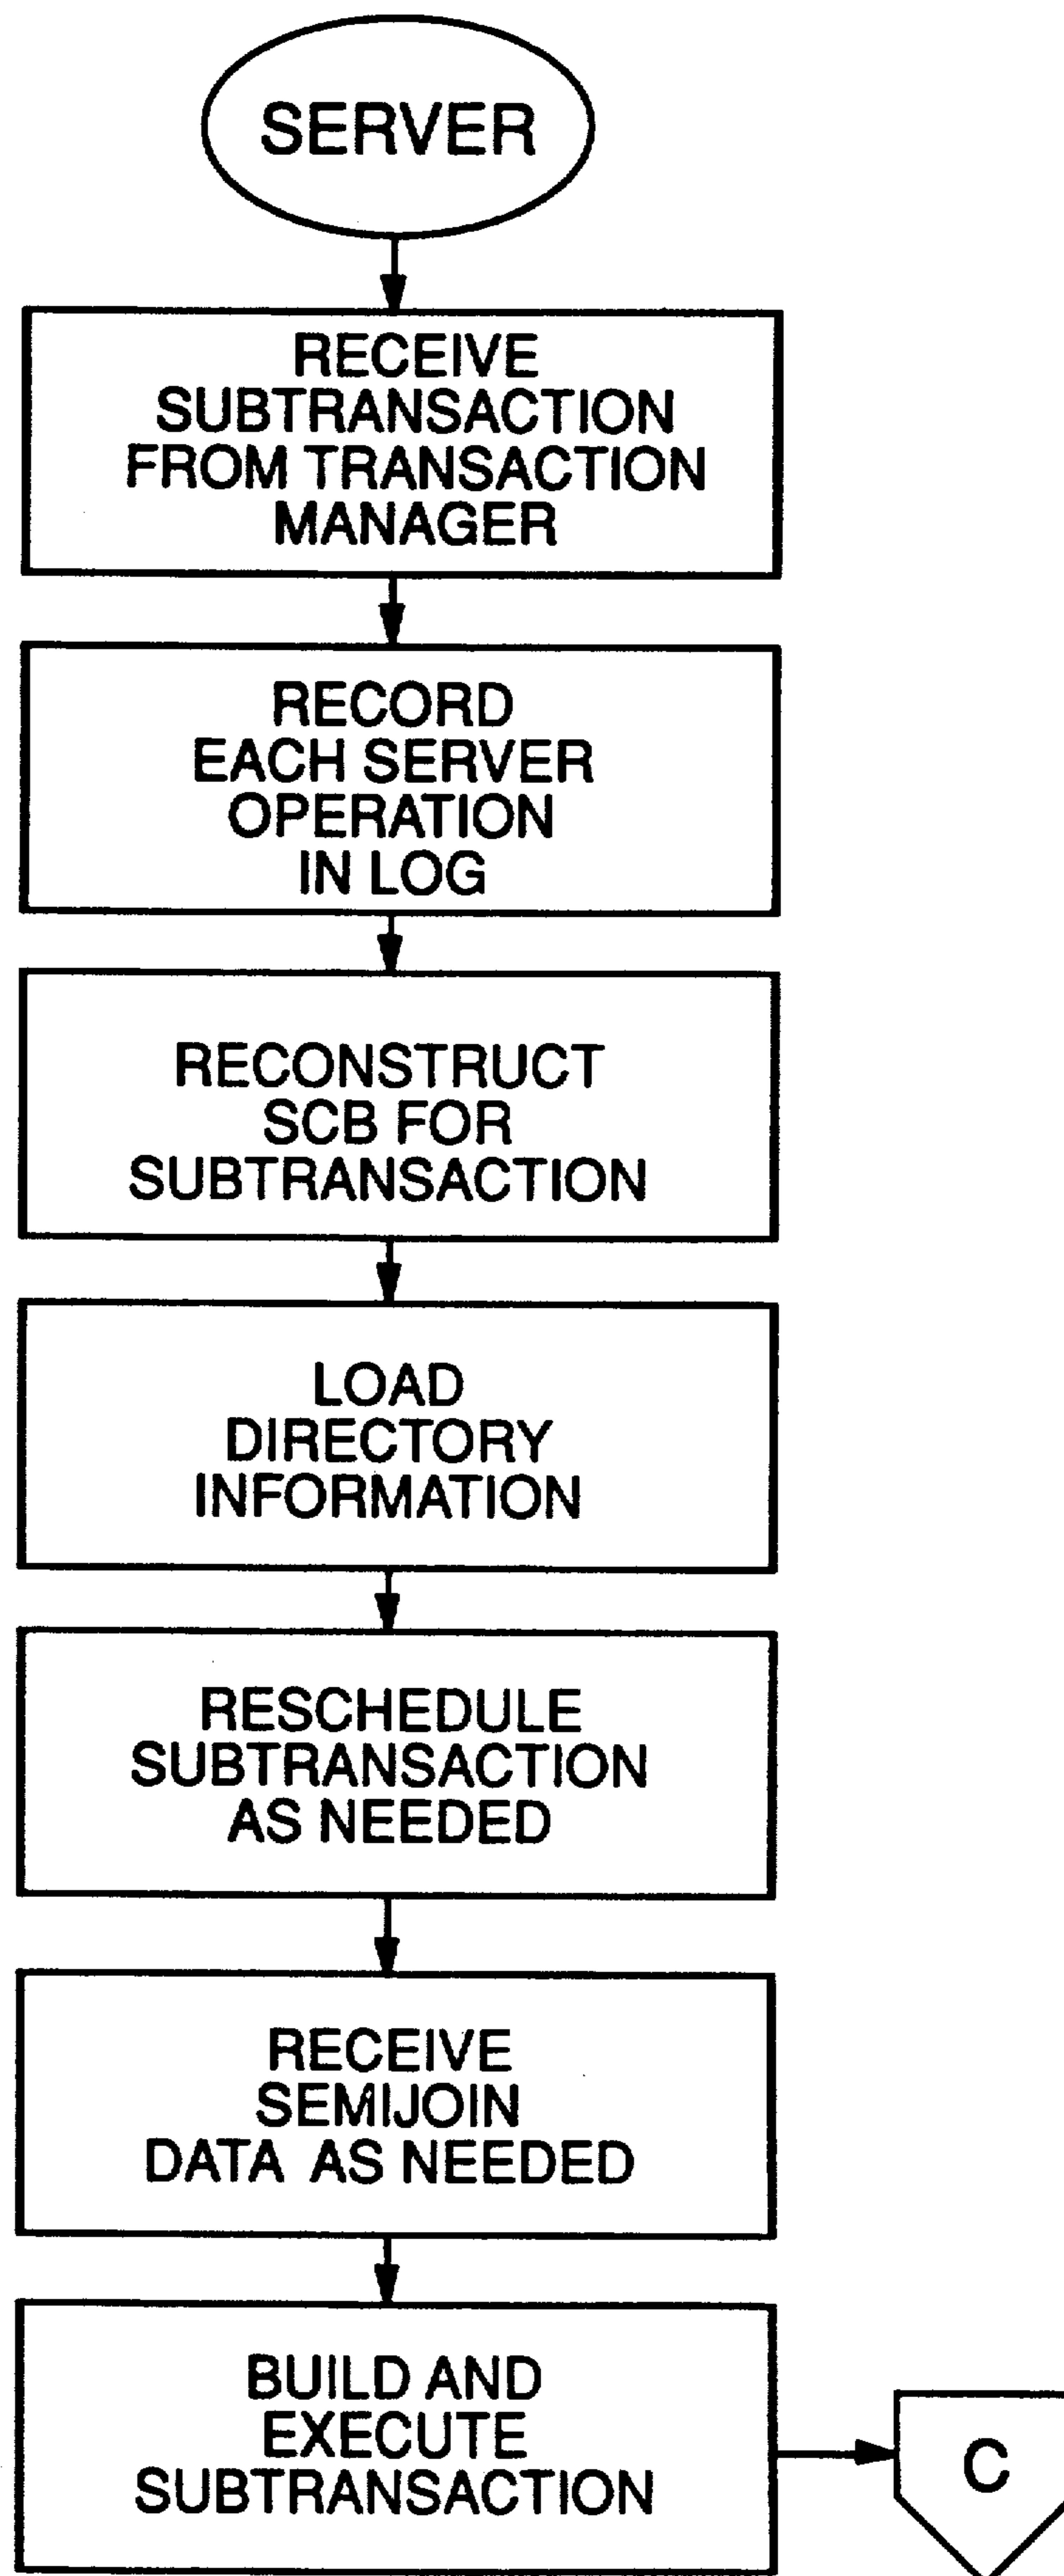 SERVER
RECEIVE
SUBTRANSACTION
FROM TRANSACTION
MANAGER
RECORD
EACH SERVER
OPERATION
IN LOG
RECONSTRUCT
SCB FOR
SUBTRANSACTION
LOAD
DIRECTORY
INFORMATION
RESCHEDULE
SUBTRANSACTION
AS NEEDED
RECEIVE
SEMIJOIN
DATA AS NEEDED
BUILD AND
EXECUTE
SUBTRANSACTION
C